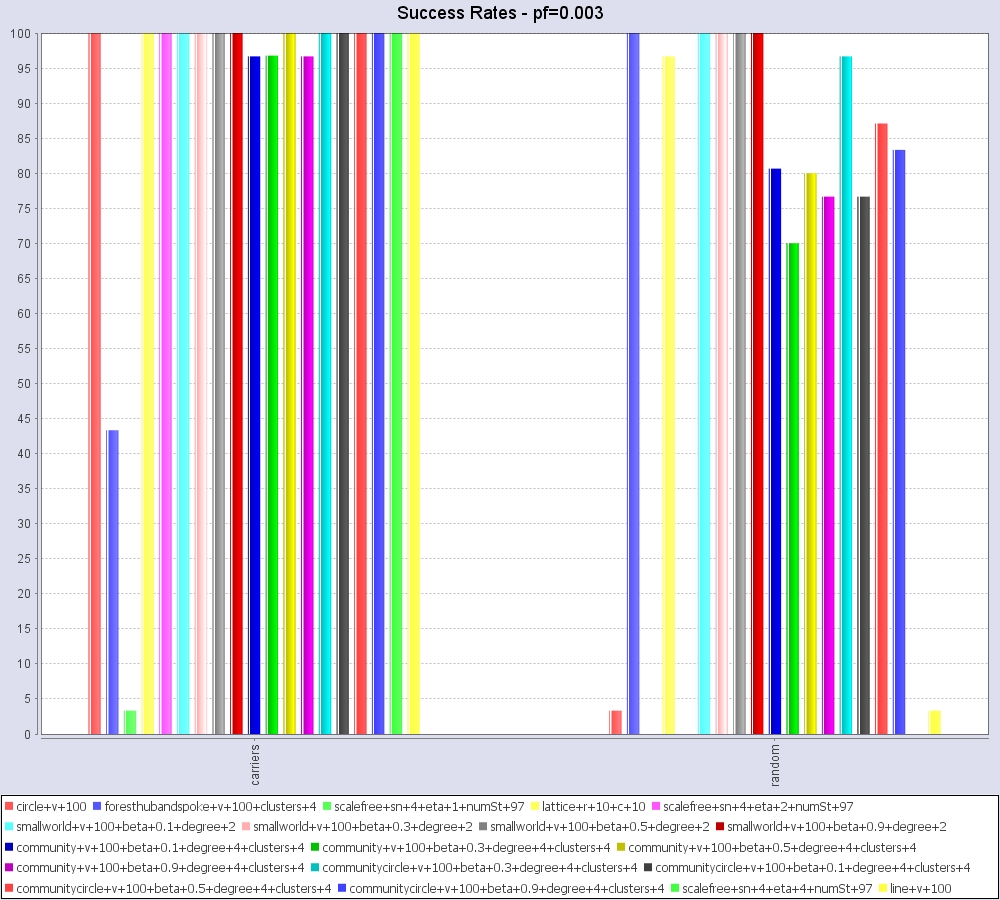 Success Rates - pf=0.003
100
95
90
85
80
75
70
65
60
55
50
45
40
35
30
25
20
15
10
5
0
carriers
random
circle+v+100 foresthubandspoke+v+100+clusters+4 scalefree+sn+4+eta+1+numSt+97 lattice+r+10+c+10 scalefree+sn+4+eta+2+numSt+97
smallworld+v+100+beta+0.1+degree+2 smallworld+v+100+beta+0.3+degree+2 smallworld+v+100+beta+0.5+degree+2 smallworld+v+100+beta+0.9+degree+2
community+v+100+beta+0.1+degree+4+clusters+4 community+v+100+beta+0.3+degree+4+clusters+4 community+v+100+beta+0.5+degree+4+clusters+4
community+v+100+beta+0.9+degree+4+clusters+4 communitycircle+v+100+beta+0.3+degree+4+clusters+4 communitycircle+v+100+beta+0.1+degree+4+clusters+4
communitycircle+v+100+beta+0.5+degree+4+clusters+4 communitycircle+v+100+beta+0.9+degree+4+clusters+4 scalefree+sn+4+eta+4+numSt+97 line+v+100